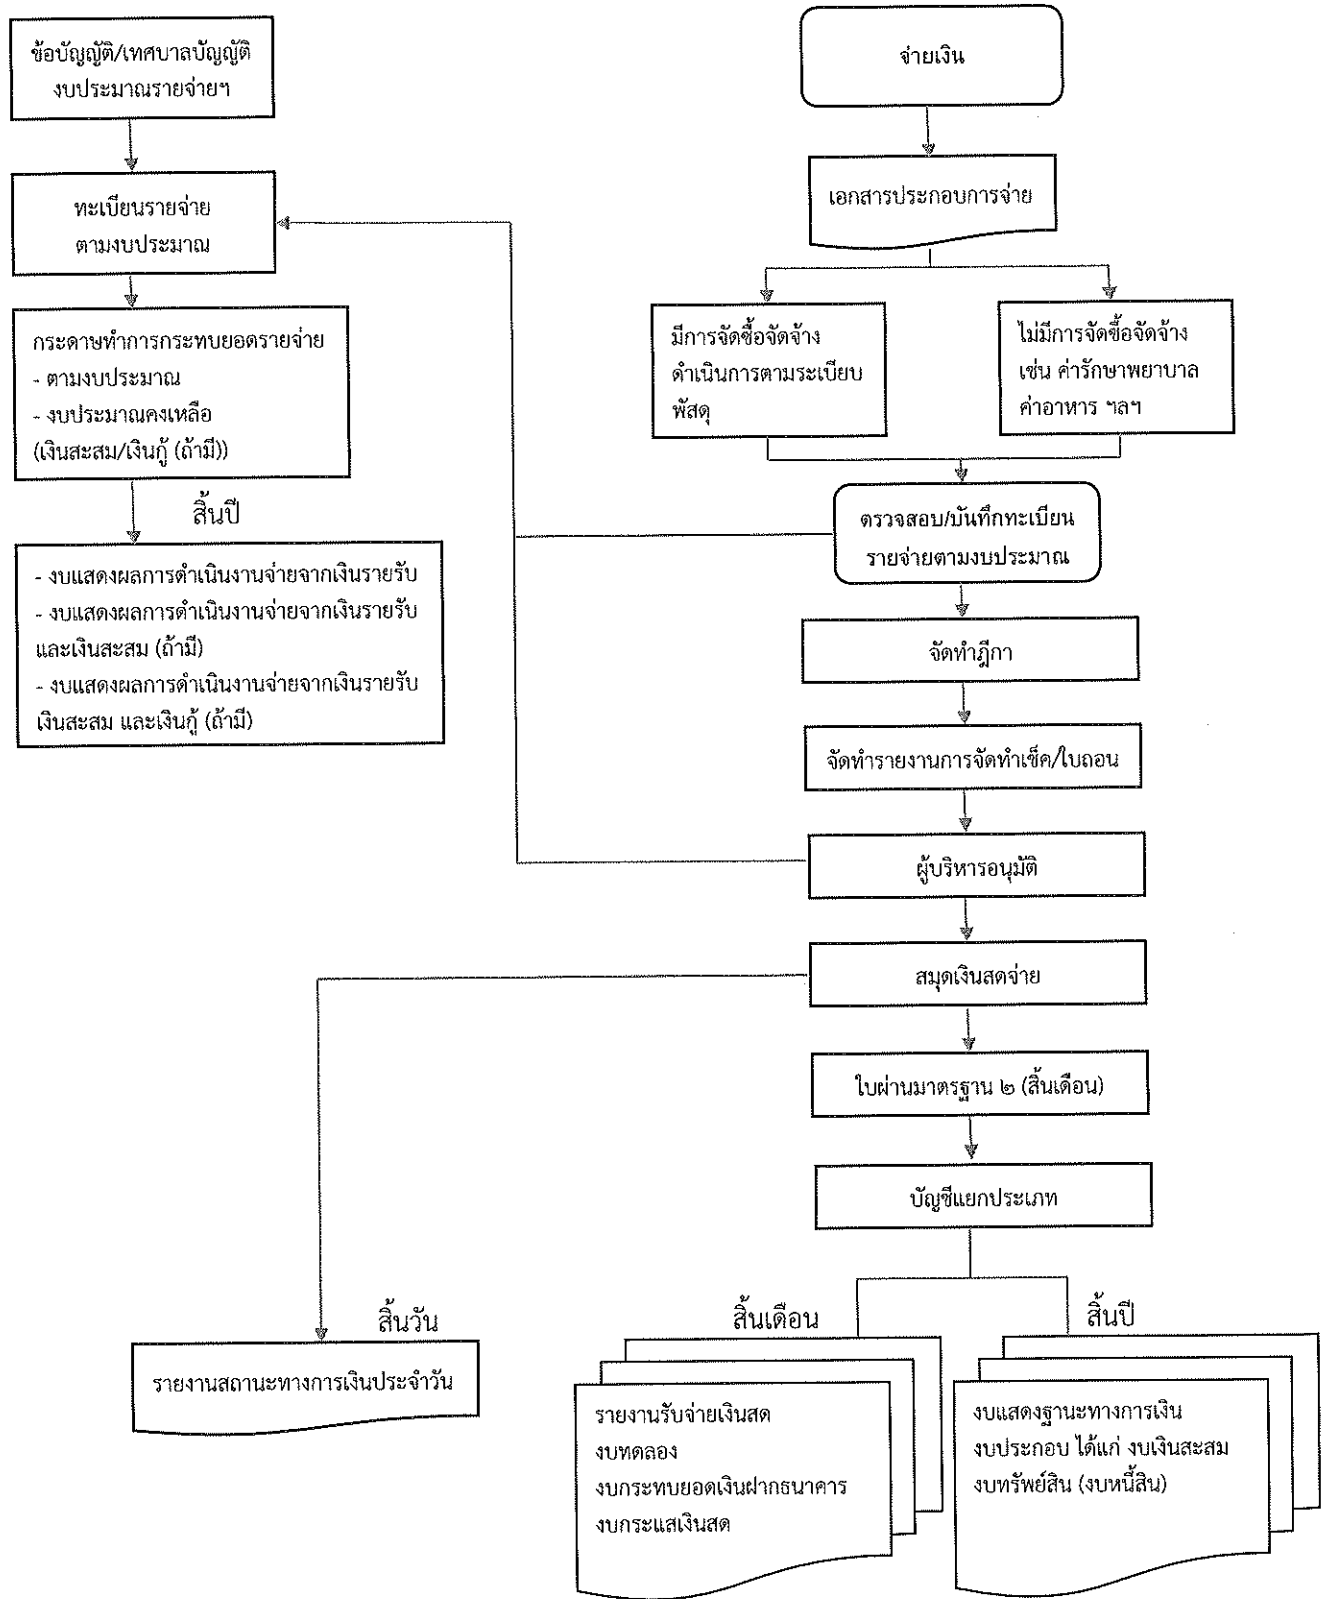 ข้อบัญญัติ/เทศบาลบัญญัติ
งบประมาณรายจ่ายฯ
ทะเบียนรายจ่าย
ตามงบประมาณ
กระดาษทำการกระทบยอดรายจ่าย
- ตามงบประมาณ
- งบประมาณคงเหลือ
(เงินสะสม/เงินกู้ (ถ้ามี))
สิ้นปี
- งบแสดงผลการดำเนินงานจ่ายจากเงินรายรับ
- งบแสดงผลการดำเนินงานจ่ายจากเงินรายรับ
และเงินสะสม (ถ้ามี)
- งบแสดงผลการดำเนินงานจ่ายจากเงินรายรับ
เงินสะสม และเงินกู้ (ถ้ามี)
จ่ายเงิน
เอกสารประกอบการจ่าย
มีการจัดซื้อจัดจ้าง
ดำเนินการตามระเบียบ
พัสดุ
ไม่มีการจัดซื้อจัดจ้าง
เช่น ค่ารักษาพยาบาล
ค่าอาหาร ฯลฯ
ตรวจสอบ/บันทึกทะเบียน
รายจ่ายตามงบประมาณ
จัดทำฎีกา
จัดทำรายงานการจัดทำเช็ค/ใบถอน
ผู้บริหารอนุมัติ
สมุดเงินสดจ่าย
ใบผ่านมาตรฐาน ๒ (สิ้นเดือน)
บัญชีแยกประเภท
สิ้นวัน
รายงานสถานะทางการเงินประจำวัน
สิ้นเดือน
รายงานรับจ่ายเงินสด
งบทดลอง
งบกระทบยอดเงินฝากธนาคาร
งบกระแสเงินสด
สิ้นปี
งบแสดงฐานะทางการเงิน
งบประกอบ ได้แก่ งบเงินสะสม
งบทรัพย์สิน (งบหนี้สิน)